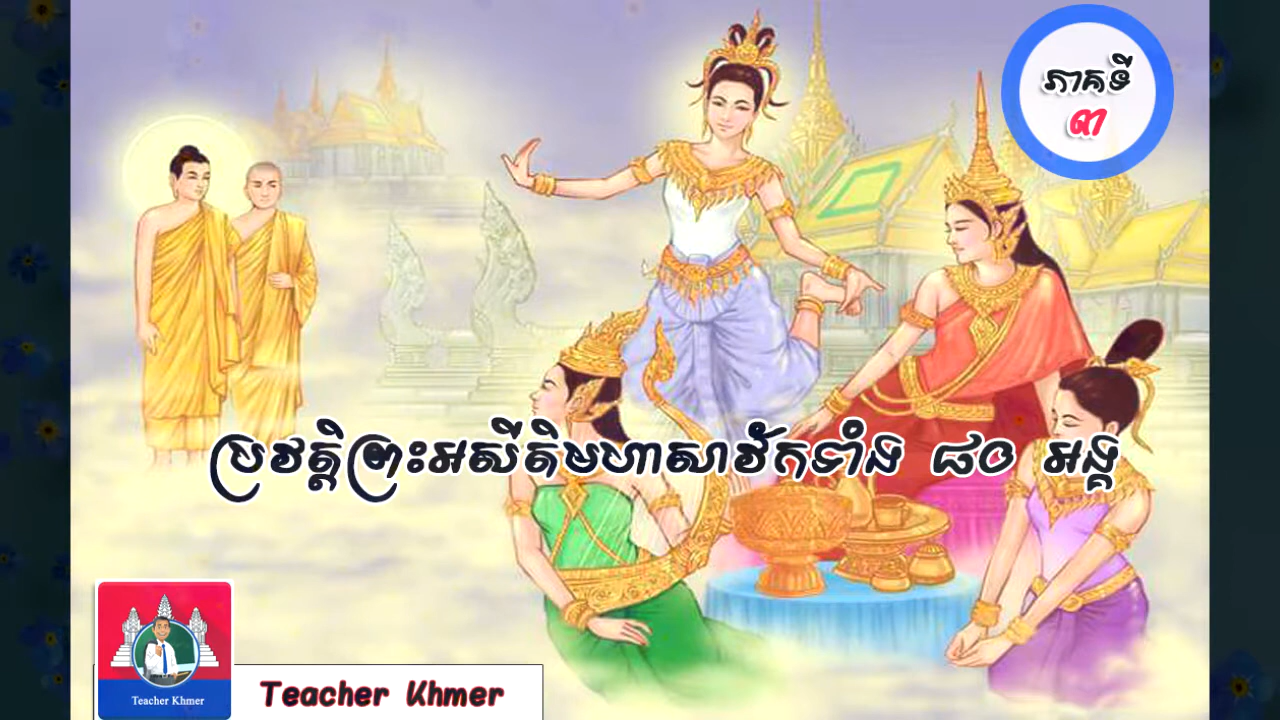 ភាគទី
៣
ប្រវត្តិព្រះអសីតិមហាសាវ័កទាំង ៨០ អង្គ
Teacher Khmer
Teacher Khmer